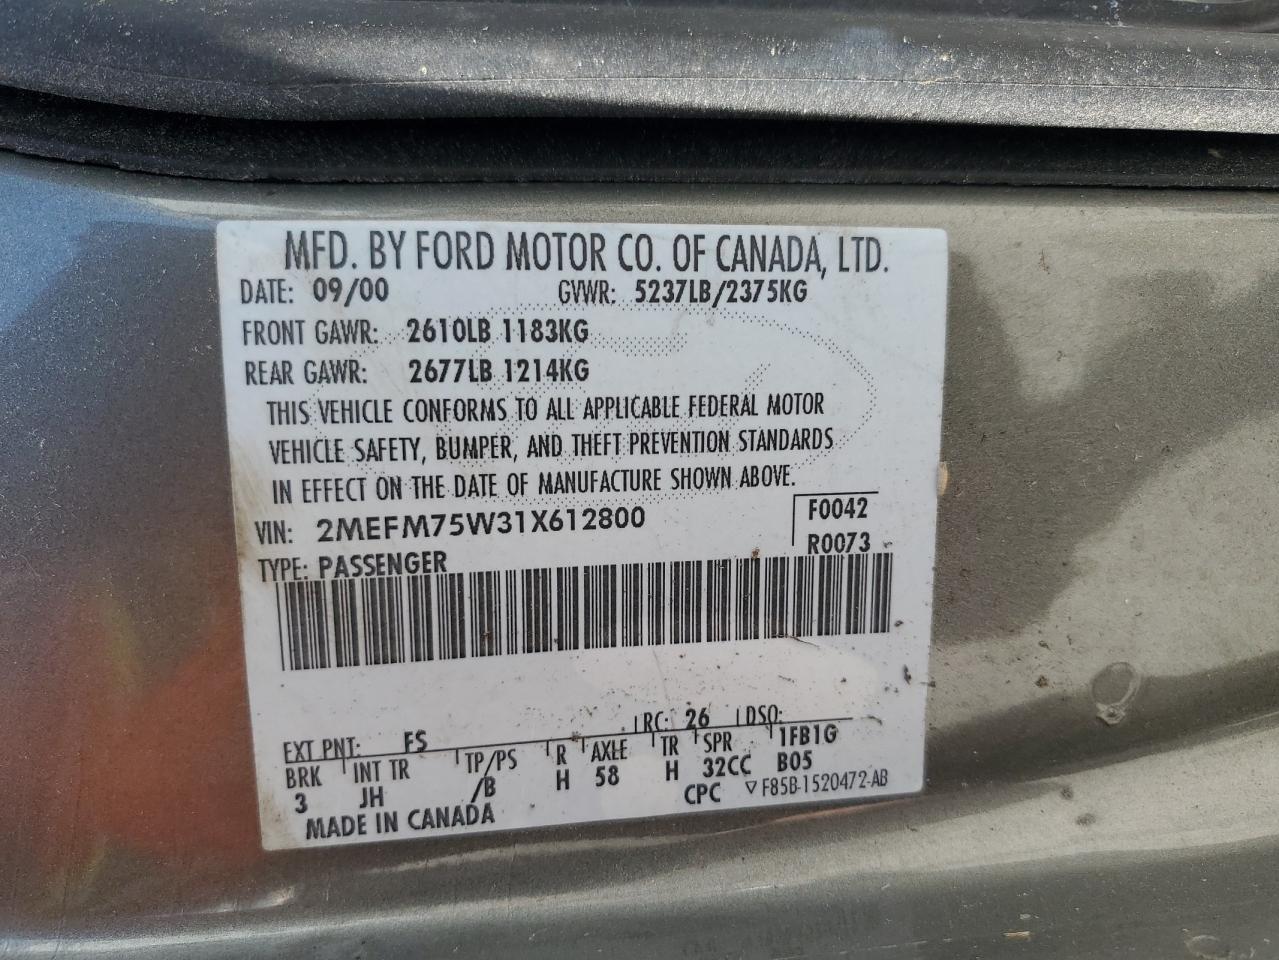 MFD. BY FORD MOTOR CO. OF CANADA, LTD.
DATE: 09/00 GVWR: 5237LB/2375KG
FRONT GAWR: 2610LB 1183KG
REAR GAWR: 2677LB 1214KG
THIS VEHICLE CONFORMS TO ALL APPLICABLE FEDERAL MOTOR
VEHICLE SAFETY, BUMPER, AND THEFT PREVENTION STANDARDS
IN EFFECT ON THE DATE OF MANUFACTURE SHOWN ABOVE.
VIN: 2MEFM75W31X612800 F0042
TYPE: PASSENGER R0073
EXT PNT: FS RC: 26 DSO:
BRK INT TR TP/PS R AXLE TR SPR 1FB1G
3 JH /B H 58 H 32CC B05
MADE IN CANADA CPC ▽F85B-1520472-AB